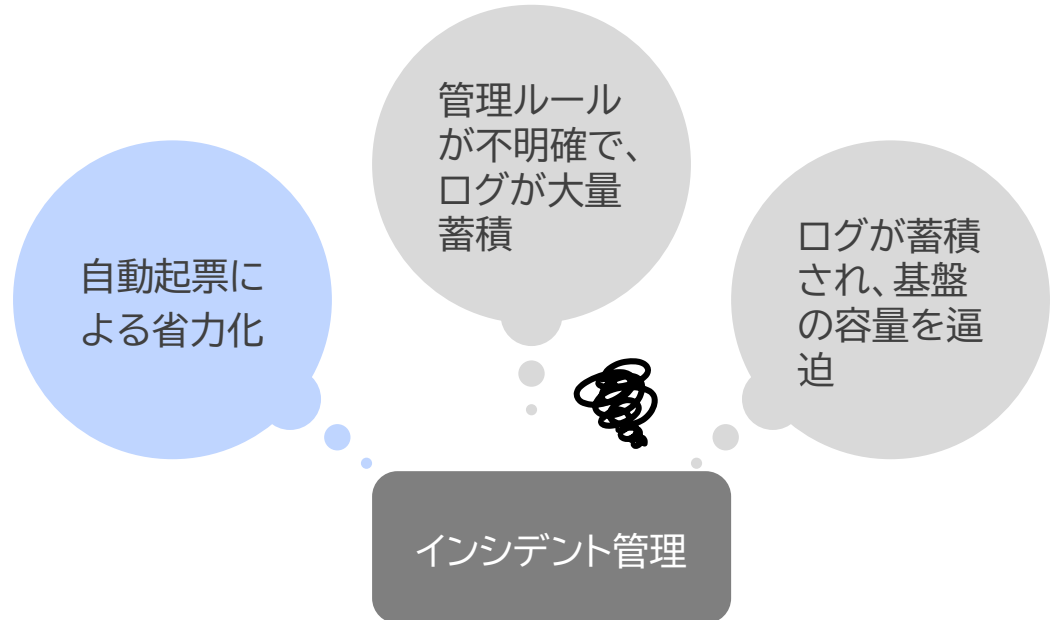 自動起票に
よる省力化
管理ルール
が不明確で、
ログが大量
蓄積
ログが蓄積
され、基盤
の容量を逼
迫
インシデント管理